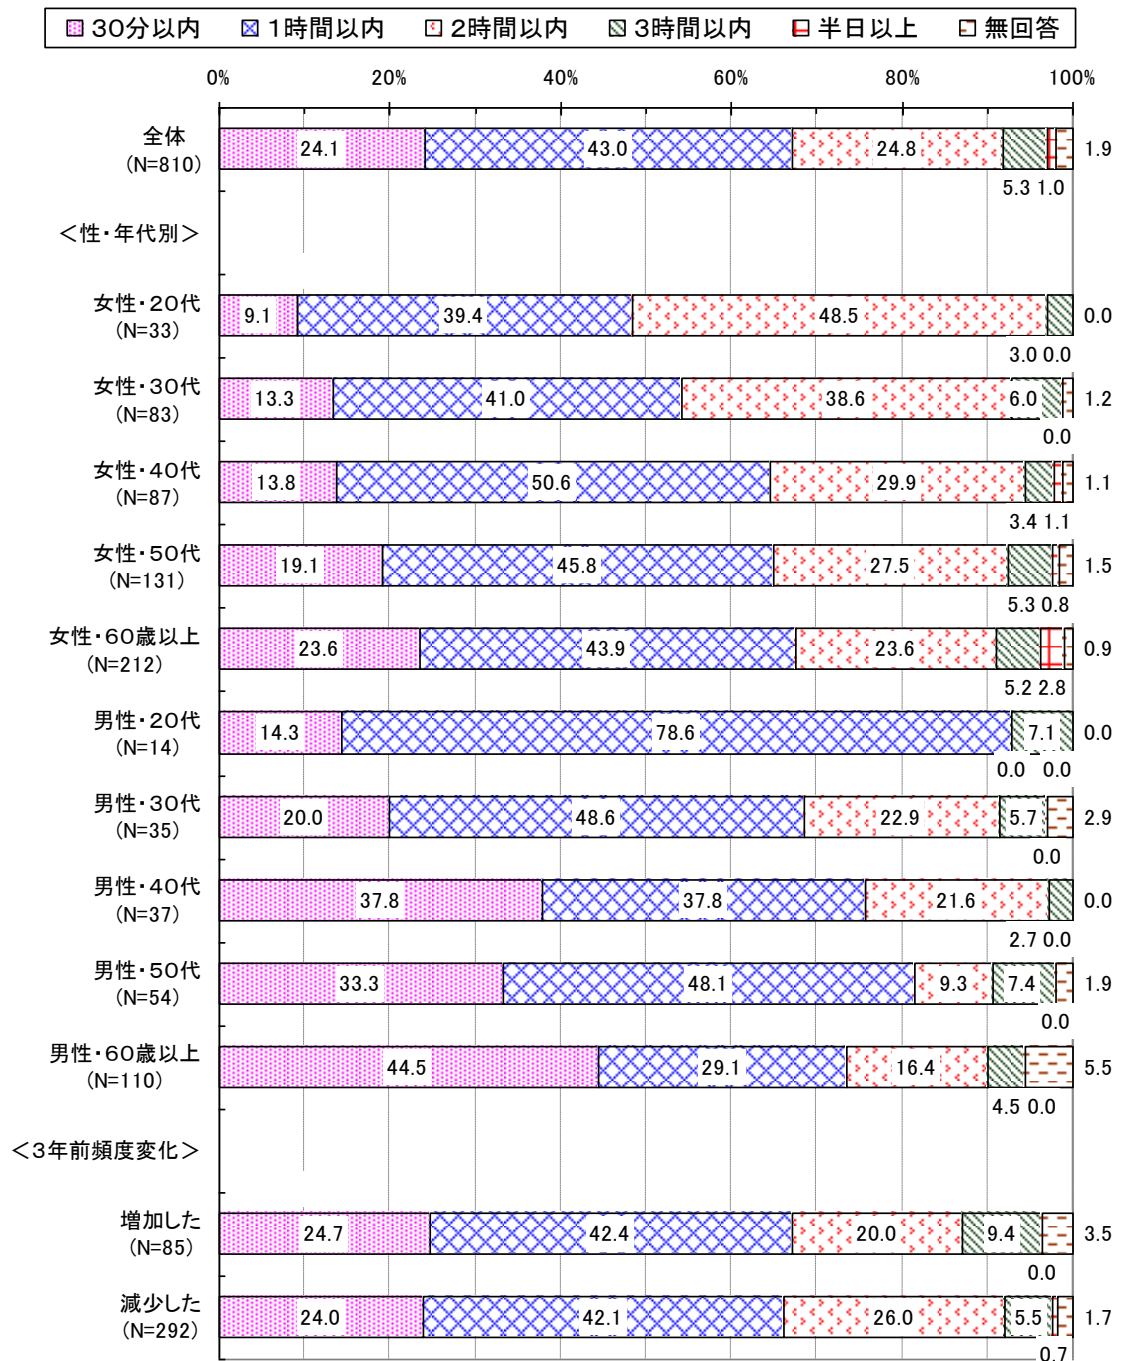 30分以内 1時間以内 2時間以内 3時間以内 半日以上 無回答
0% 20% 40% 60% 80% 100%
全体
(N=810)
24.1 43.0 24.8 1.9
5.3 1.0
＜性・年代別＞
女性・20代
(N=33)
9.1 39.4 48.5 0.0
3.0 0.0
女性・30代
(N=83)
13.3 41.0 38.6 6.0 1.2
0.0
女性・40代
(N=87)
13.8 50.6 29.9 1.1
3.4 1.1
女性・50代
(N=131)
19.1 45.8 27.5 1.5
5.3 0.8
女性・60歳以上
(N=212)
23.6 43.9 23.6 0.9
5.2 2.8
男性・20代
(N=14)
14.3 78.6 7.1 0.0
0.0 0.0
男性・30代
(N=35)
20.0 48.6 22.9 5.7 2.9
0.0
男性・40代
(N=37)
37.8 37.8 21.6 0.0
2.7 0.0
男性・50代
(N=54)
33.3 48.1 9.3 7.4 1.9
0.0
男性・60歳以上
(N=110)
44.5 29.1 16.4 5.5
4.5 0.0
＜3年前頻度変化＞
増加した
(N=85)
24.7 42.4 20.0 9.4 3.5
0.0
減少した
(N=292)
24.0 42.1 26.0 5.5 1.7
0.7